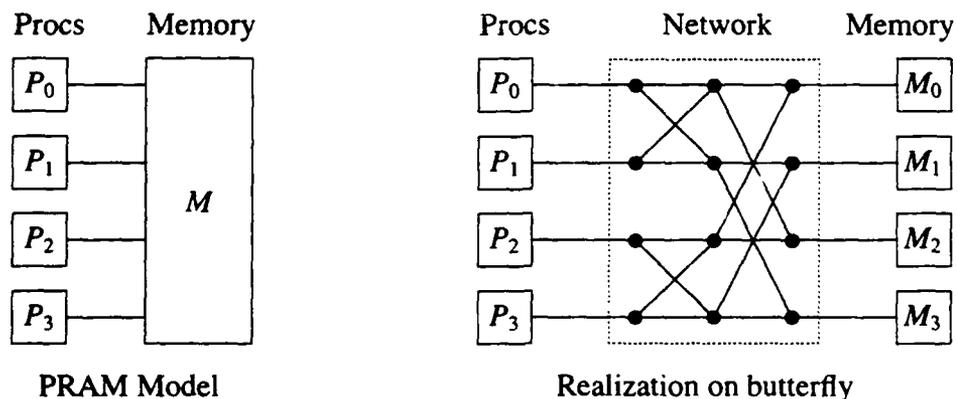 Procs Memory Procs Network Memory
P0 P0 M0
P1 P1 M1
M
P2 P2 M2
P3 P3 M3
PRAM Model Realization on butterfly